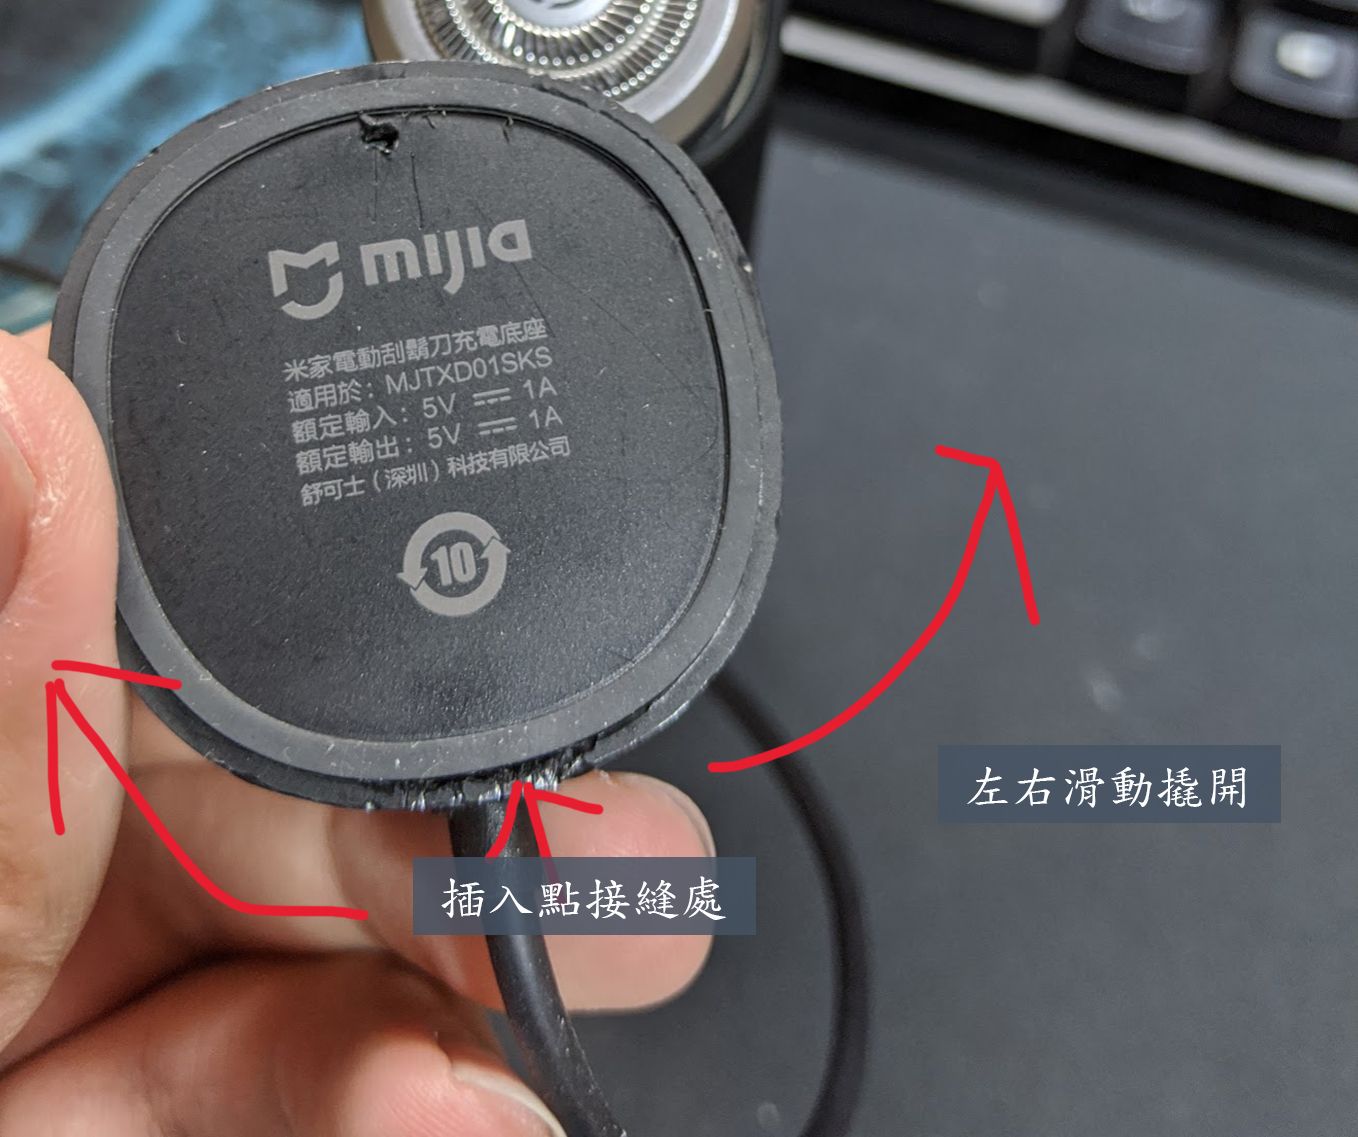 mijia
米家電動刮鬍刀充電底座
適用於：MJTXD01SKS
額定輸入：5V ⎓ 1A
額定輸出：5V ⎓ 1A
舒可士（深圳）科技有限公司
10
左右滑動撬開
插入點接縫處